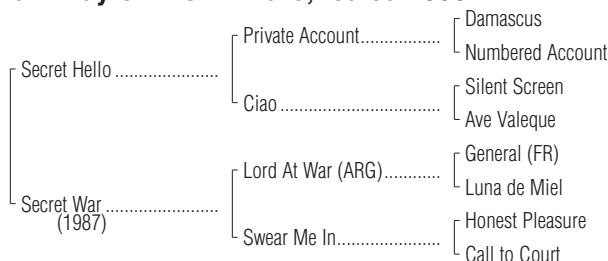 Secret Hello ....................
Private Account.................
Damascus
Numbered Account
Ciao ..................................
Silent Screen
Ave Valeque
Secret War ......................
(1987)
Lord At War (ARG)............
General (FR)
Luna de Miel
Swear Me In......................
Honest Pleasure
Call to Court